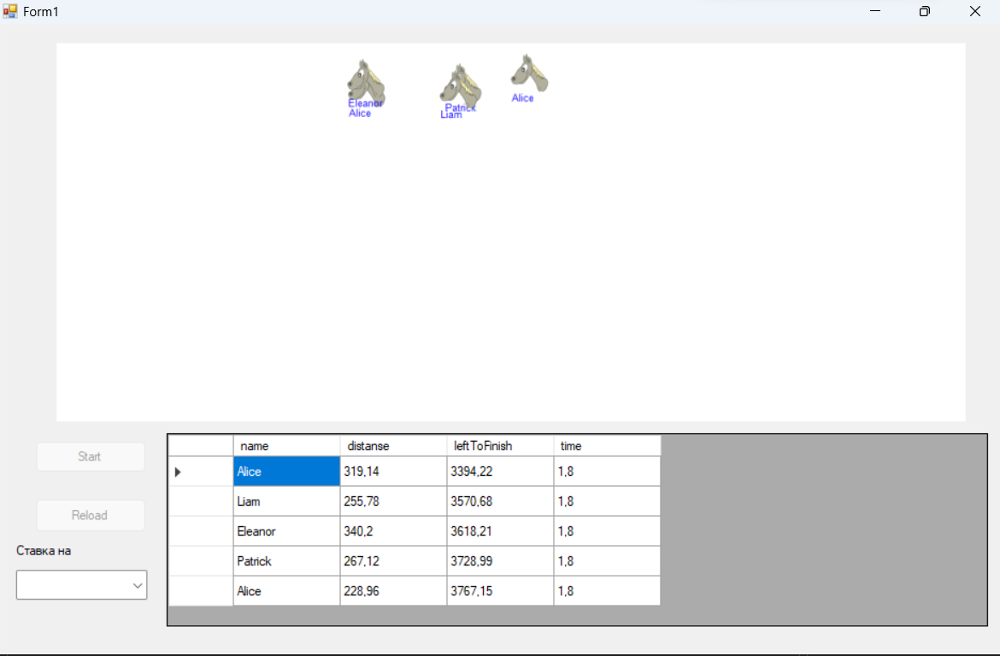 Form1
Eleanor
Alice
Patrick
Liam
Alice
Start
Reload
Ставка на
name distanse leftToFinish time
Alice 319,14 3394,22 1,8
Liam 255,78 3570,68 1,8
Eleanor 340,2 3618,21 1,8
Patrick 267,12 3728,99 1,8
Alice 228,96 3767,15 1,8